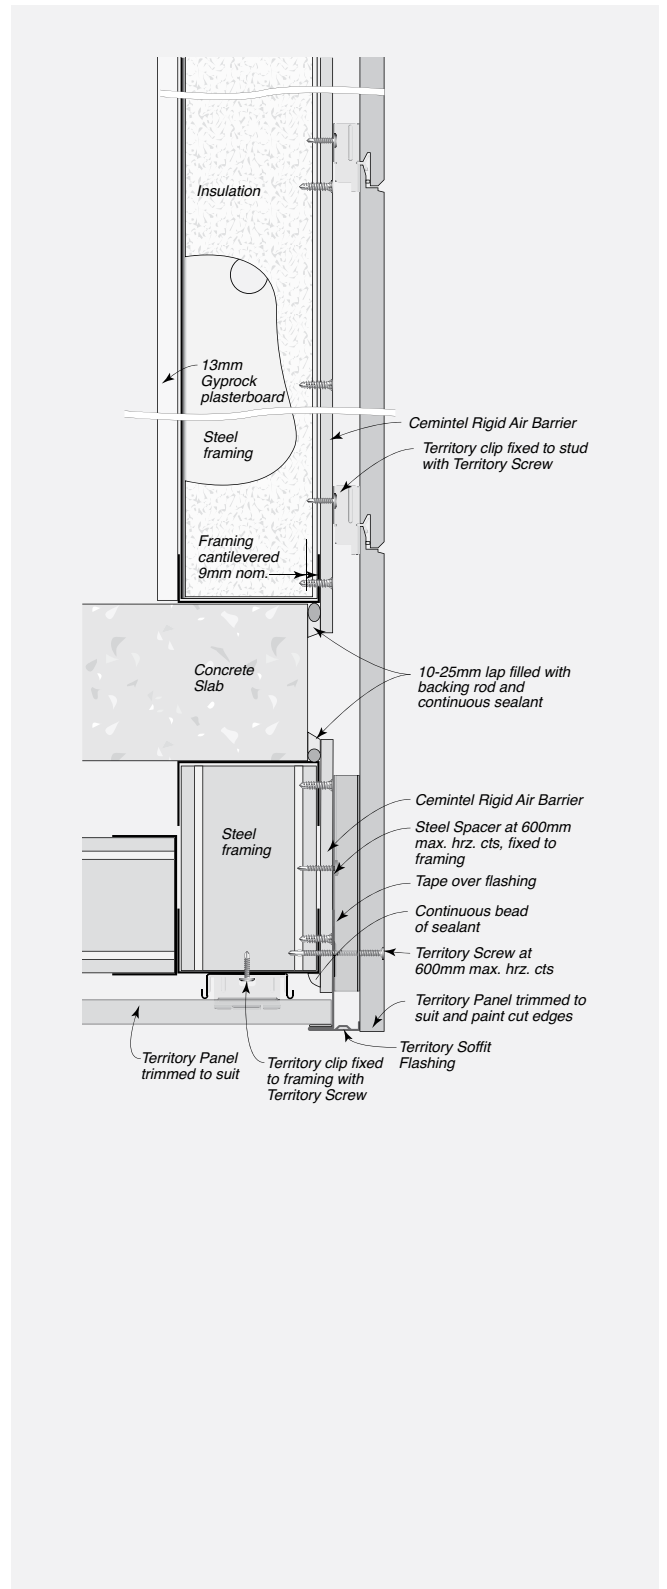 Insulation
13mm
Gyprock
plasterboard
Cemintel Rigid Air Barrier
Steel
framing
Territory clip fixed to stud
with Territory Screw
Framing
cantilevered
9mm nom.
Concrete
Slab
10-25mm lap filled with
backing rod and
continuous sealant
Cemintel Rigid Air Barrier
Steel
framing
Steel Spacer at 600mm
max. hrz. cts, fixed to
framing
Tape over flashing
Continuous bead
of sealant
Territory Screw at
600mm max. hrz. cts
Territory Panel trimmed to
suit and paint cut edges
Territory Soffit
Flashing
Territory Panel
trimmed to suit
Territory clip fixed
to framing with
Territory Screw